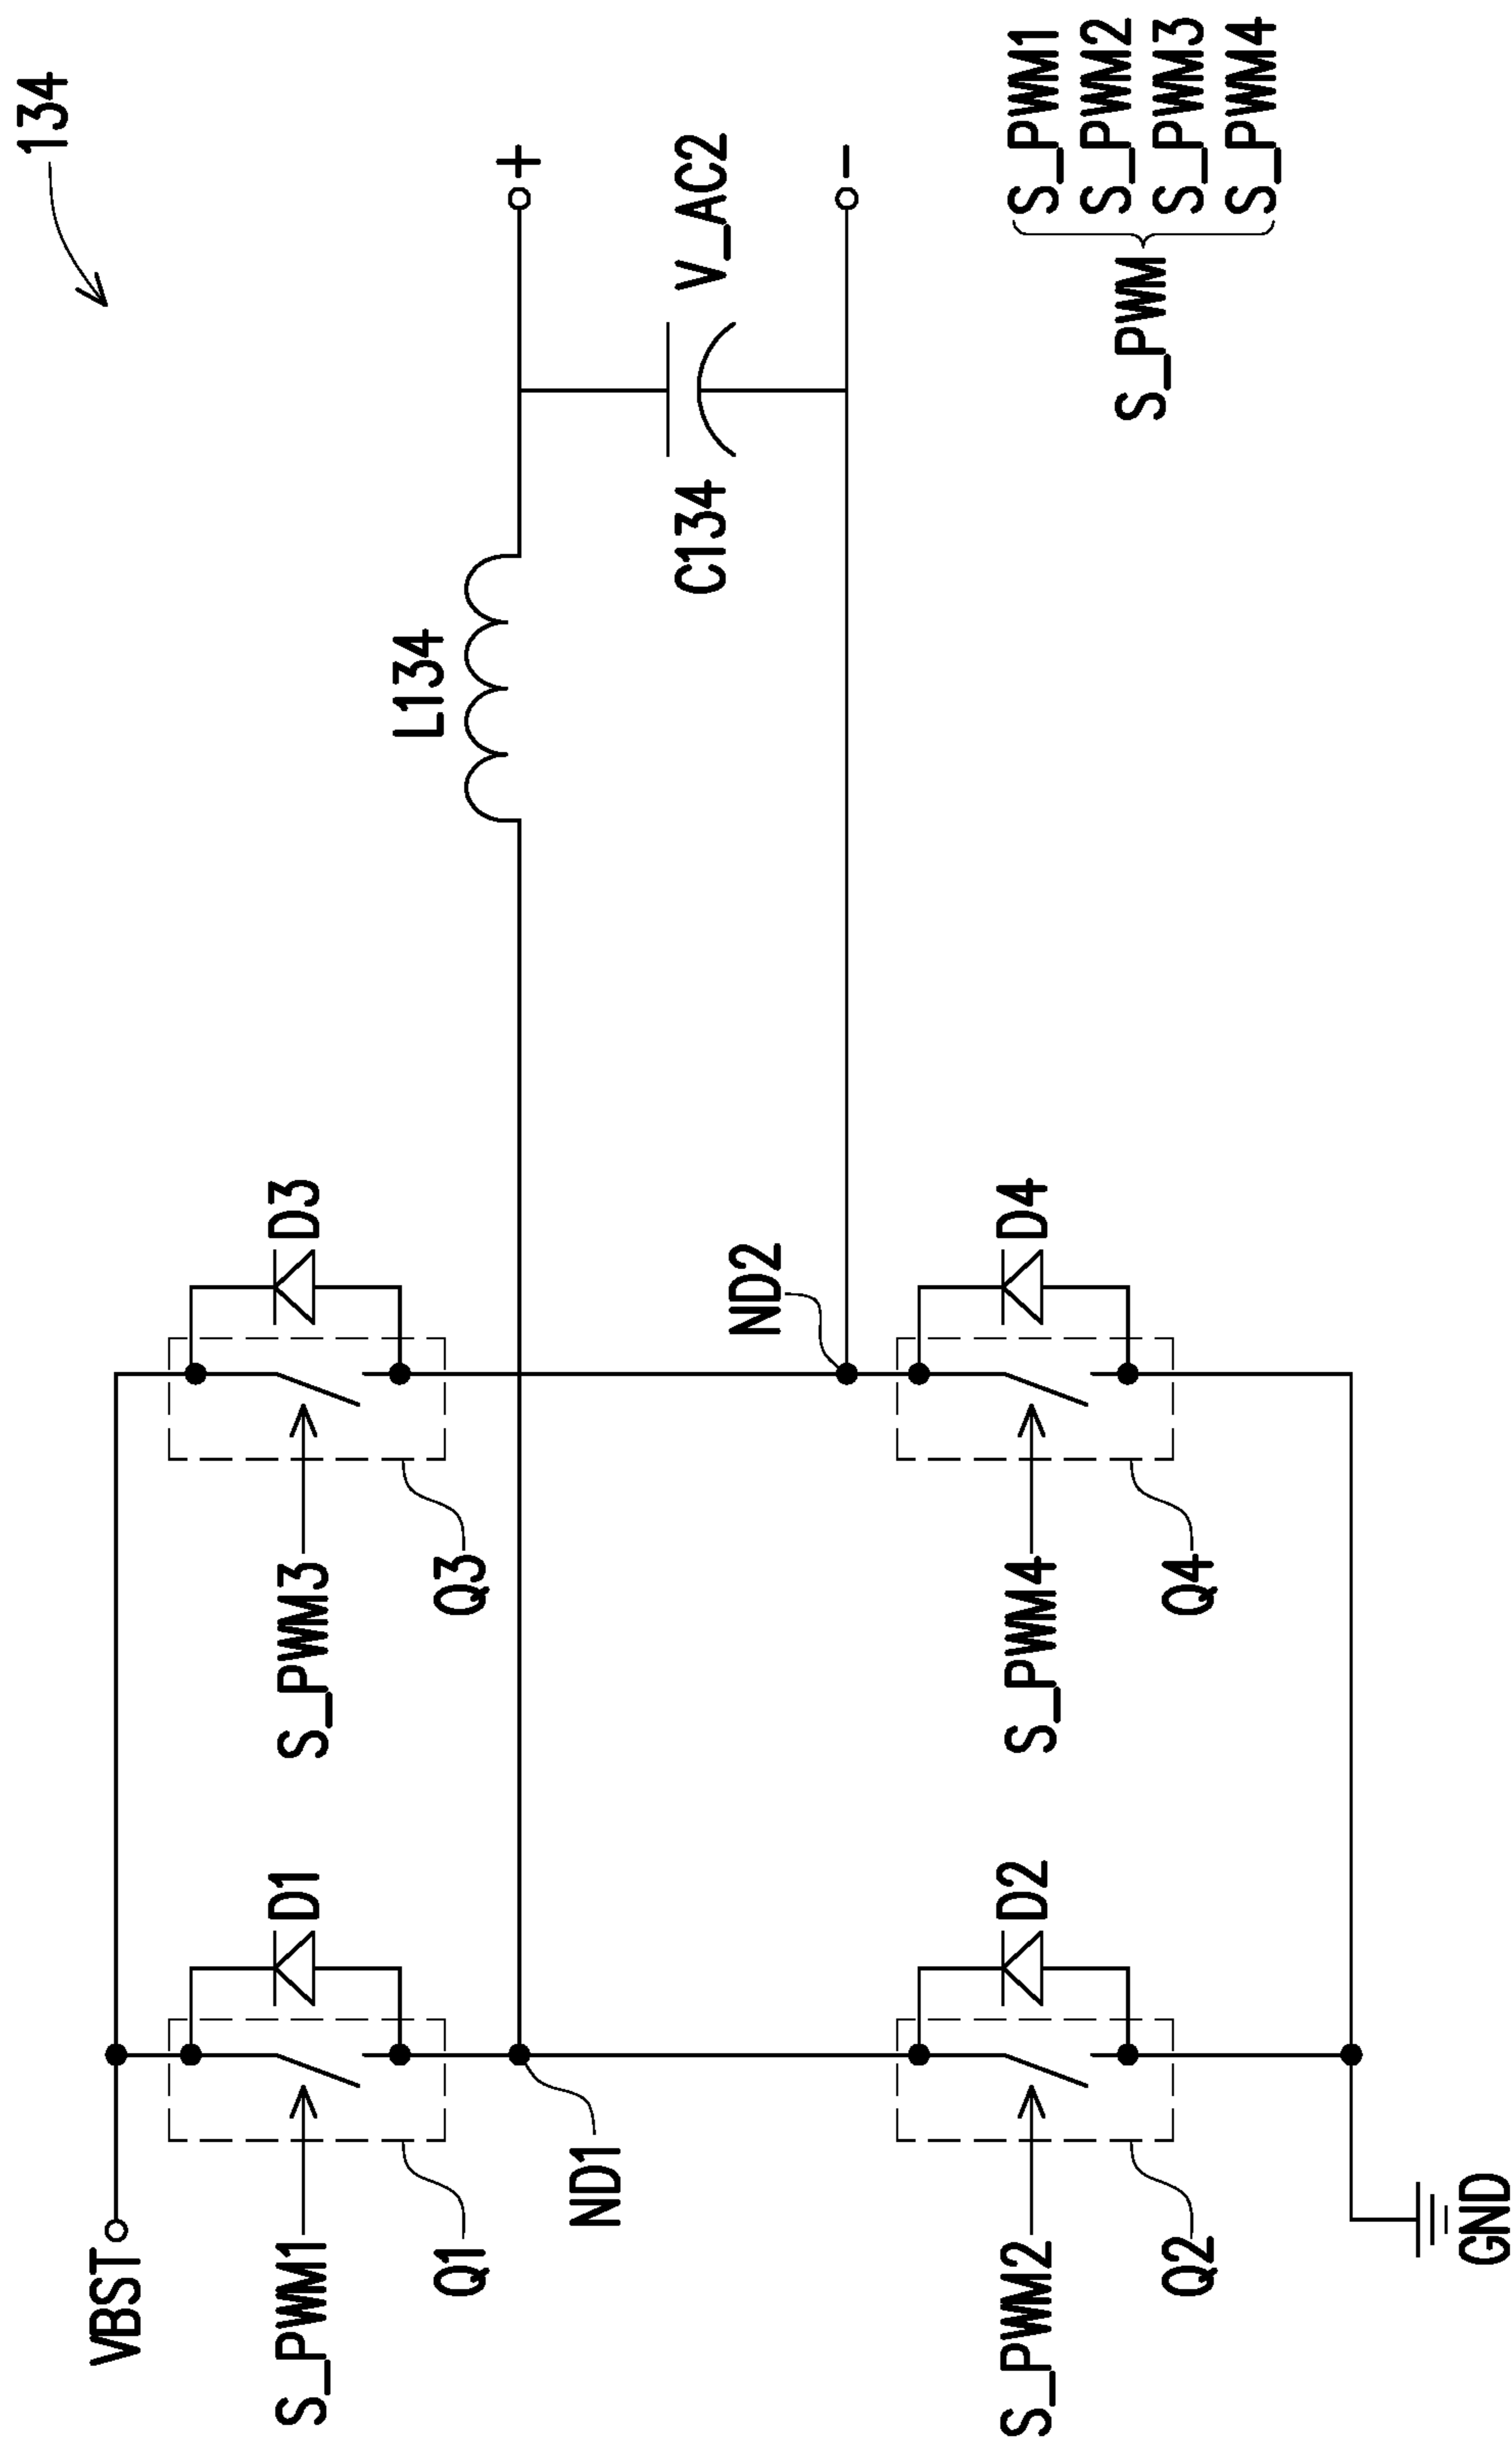 134
VBST
S_PWM1
D1
Q1
S_PWM3
D3
Q3
ND1
L134
+
C134
V_AC2
ND2
-
S_PWM2
D2
Q2
S_PWM4
D4
Q4
S_PWM
S_PWM1
S_PWM2
S_PWM3
S_PWM4
GND